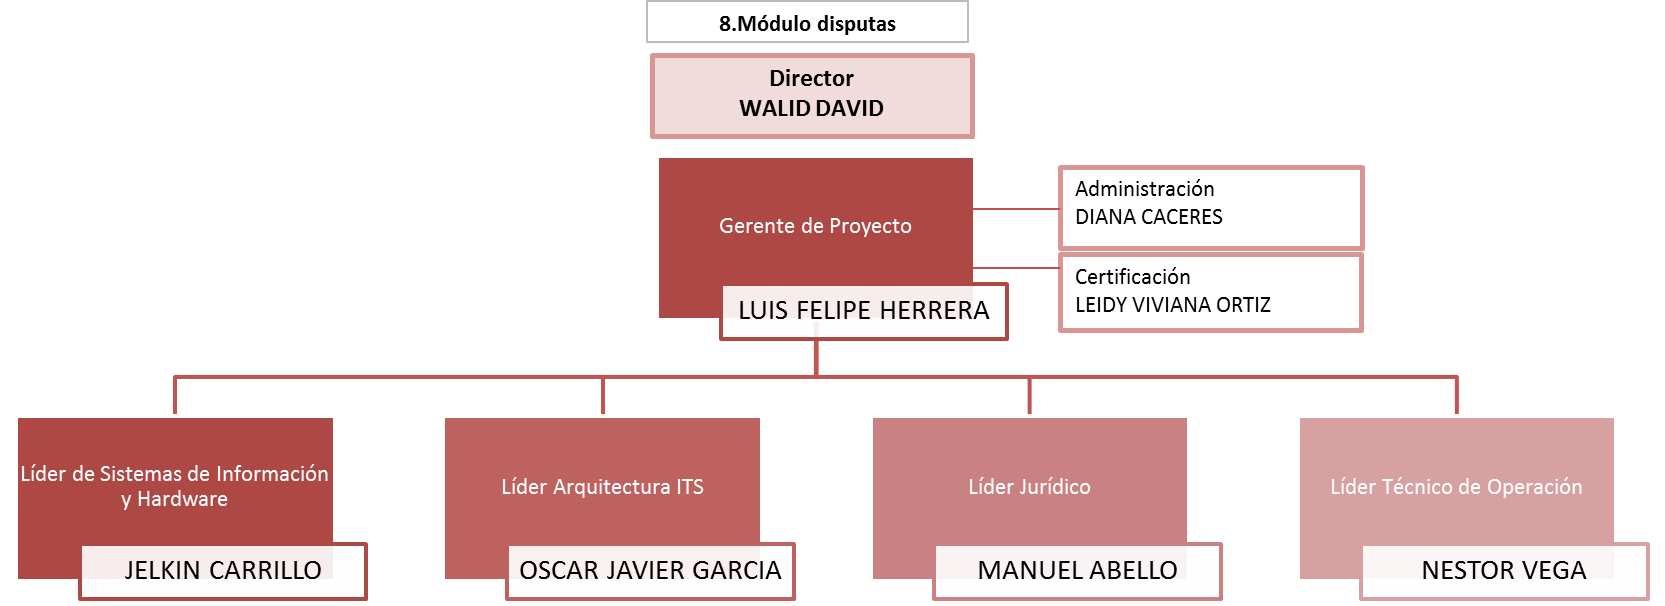 8.Módulo disputas
Director
WALID DAVID
Gerente de Proyecto
LUIS FELIPE HERRERA
Administración
DIANA CACERES
Certificación
LEIDY VIVIANA ORTIZ
Líder de Sistemas de Información
y Hardware
JELKIN CARRILLO
Líder Arquitectura ITS
OSCAR JAVIER GARCIA
Líder Jurídico
MANUEL ABELLO
Líder Técnico de Operación
NESTOR VEGA